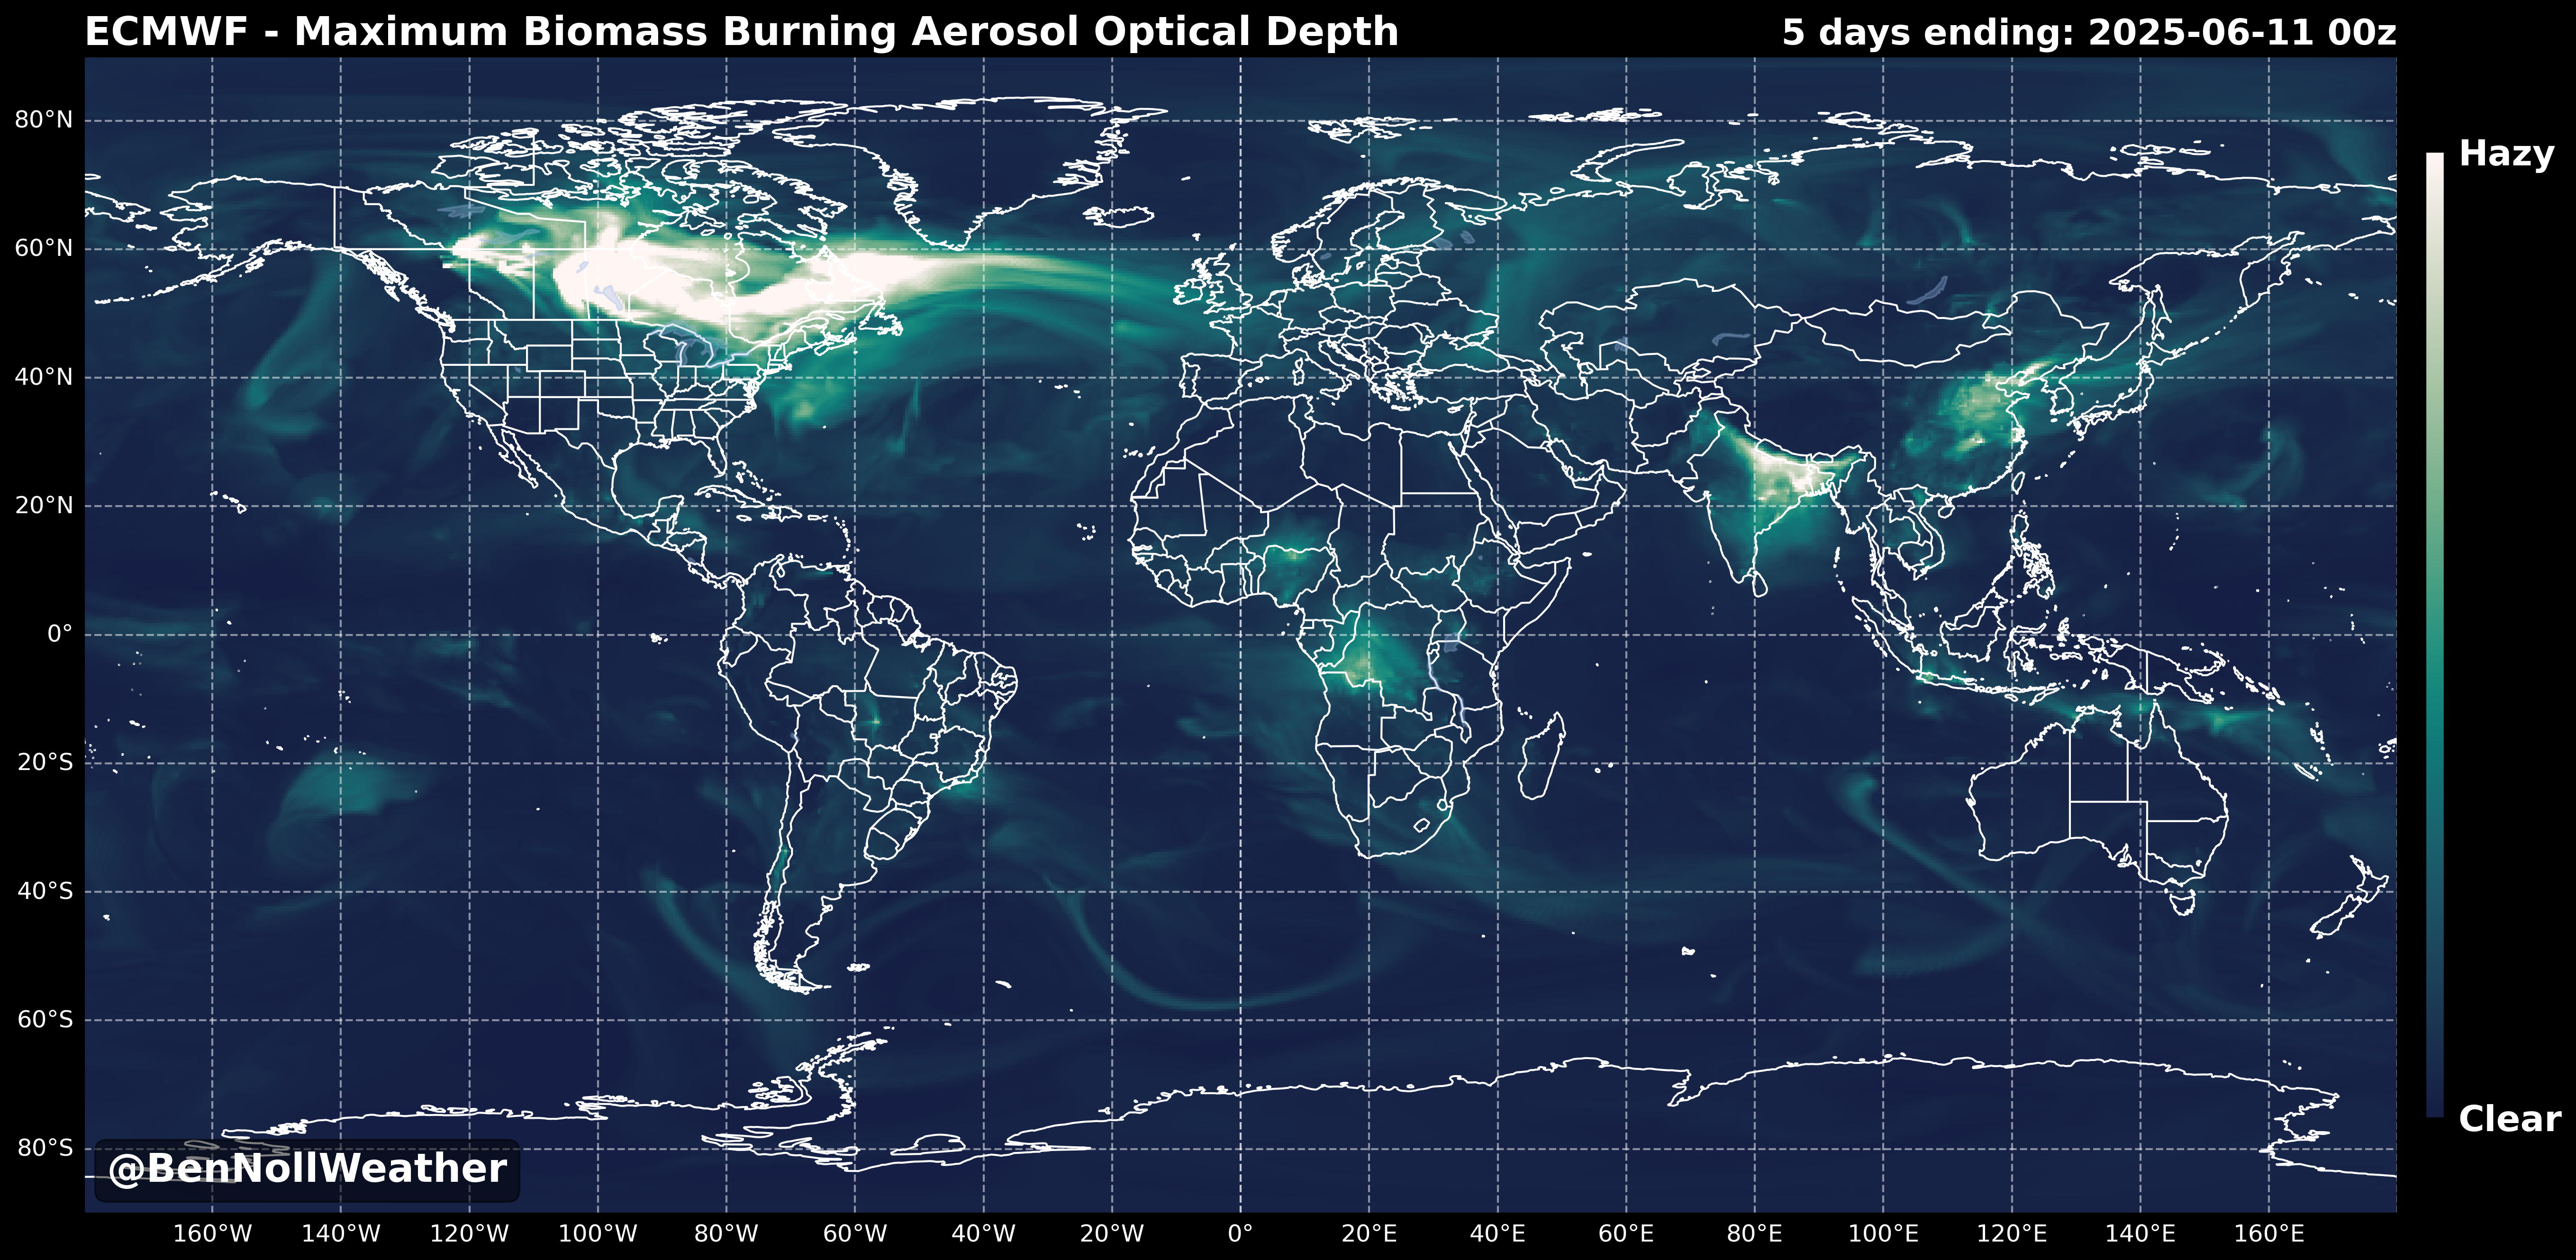 ECMWF - Maximum Biomass Burning Aerosol Optical Depth
5 days ending: 2025-06-11 00z
Hazy
80°N
60°N
40°N
20°N
0°
20°S
40°S
60°S
80°S
Clear
@BenNollWeather
160°W 140°W 120°W 100°W 80°W 60°W 40°W 20°W 0° 20°E 40°E 60°E 80°E 100°E 120°E 140°E 160°E